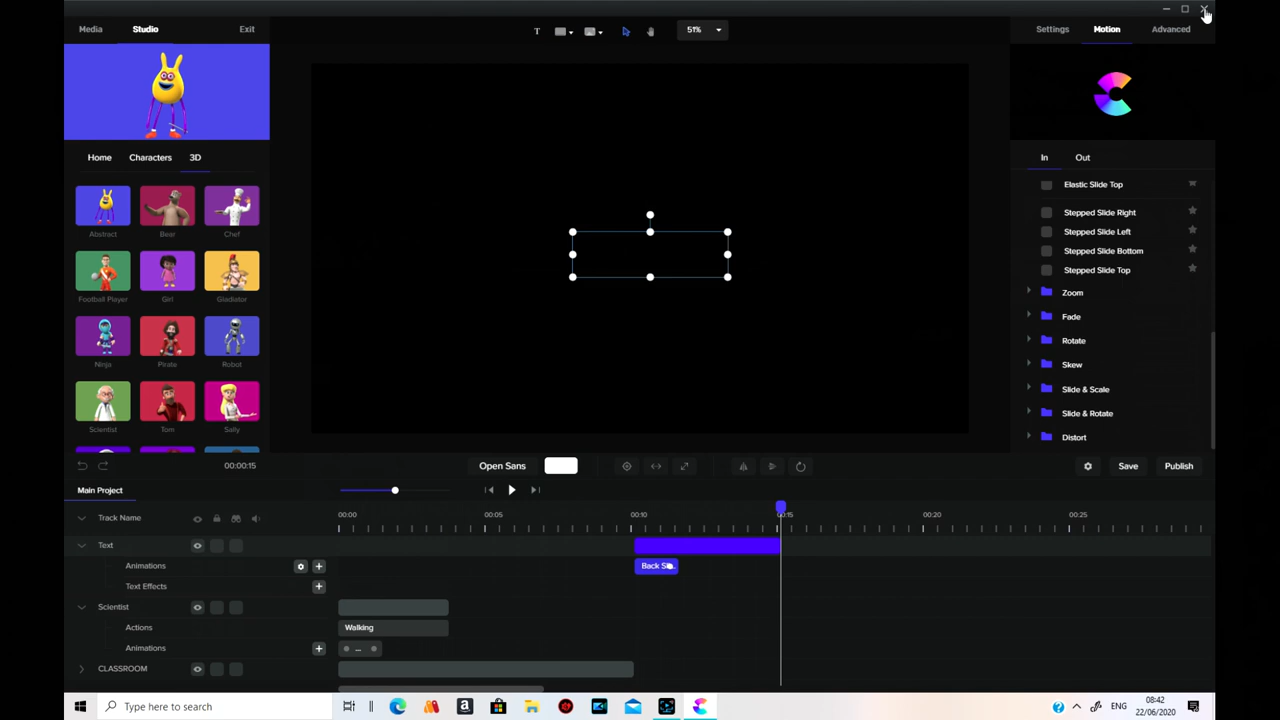 Media Studio Exit T 51% Settings Motion Advanced
Home Characters 3D In Out
Elastic Slide Top
Abstract Bear Chef
Stepped Slide Right
Stepped Slide Left
Stepped Slide Bottom
Stepped Slide Top
Football Player Girl Gladiator
Zoom
Fade
Rotate
Ninja Pirate Robot
Skew
Slide & Scale
Slide & Rotate
Scientist Tom Sally
Distort
00:00:15 Open Sans Save Publish
Main Project
Track Name 00:00 00:05 00:10 00:15 00:20 00:25
Text
Animations Back Sli...
Text Effects
Scientist
Actions Walking
Animations ...
CLASSROOM
Type here to search ENG 08:42
22/06/2020